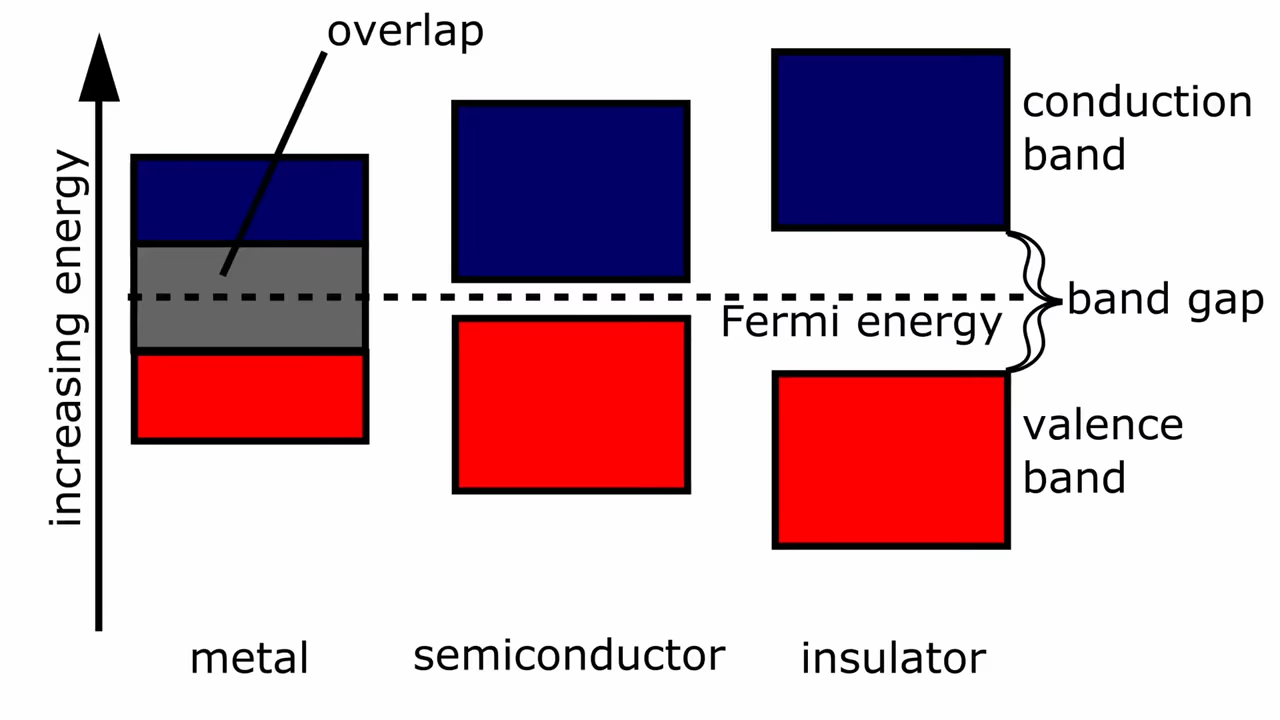 overlap
increasing energy
conduction
band
Fermi energy
band gap
valence
band
metal
semiconductor
insulator